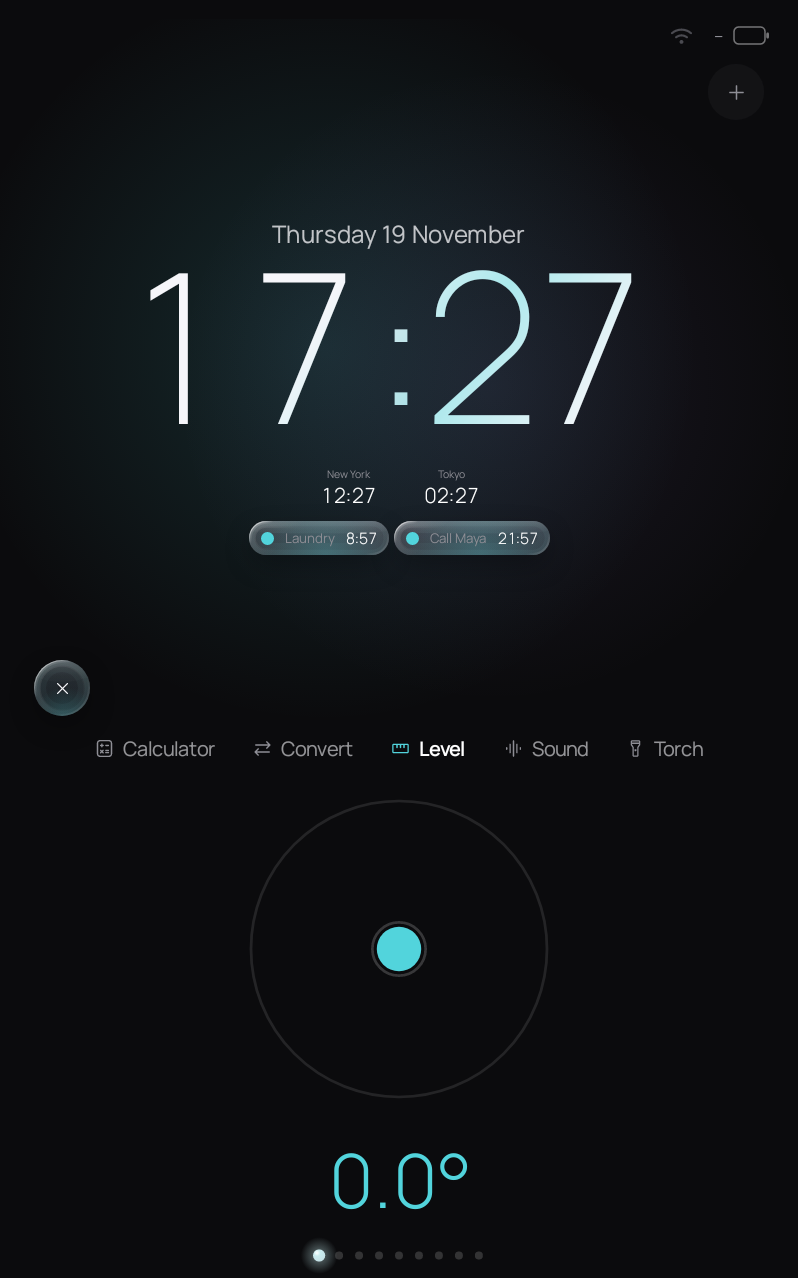 Thursday 19 November
17:27
New York Tokyo
12:27 02:27
Laundry 8:57 Call Maya 21:57
Calculator Convert Level Sound Torch
0.0°